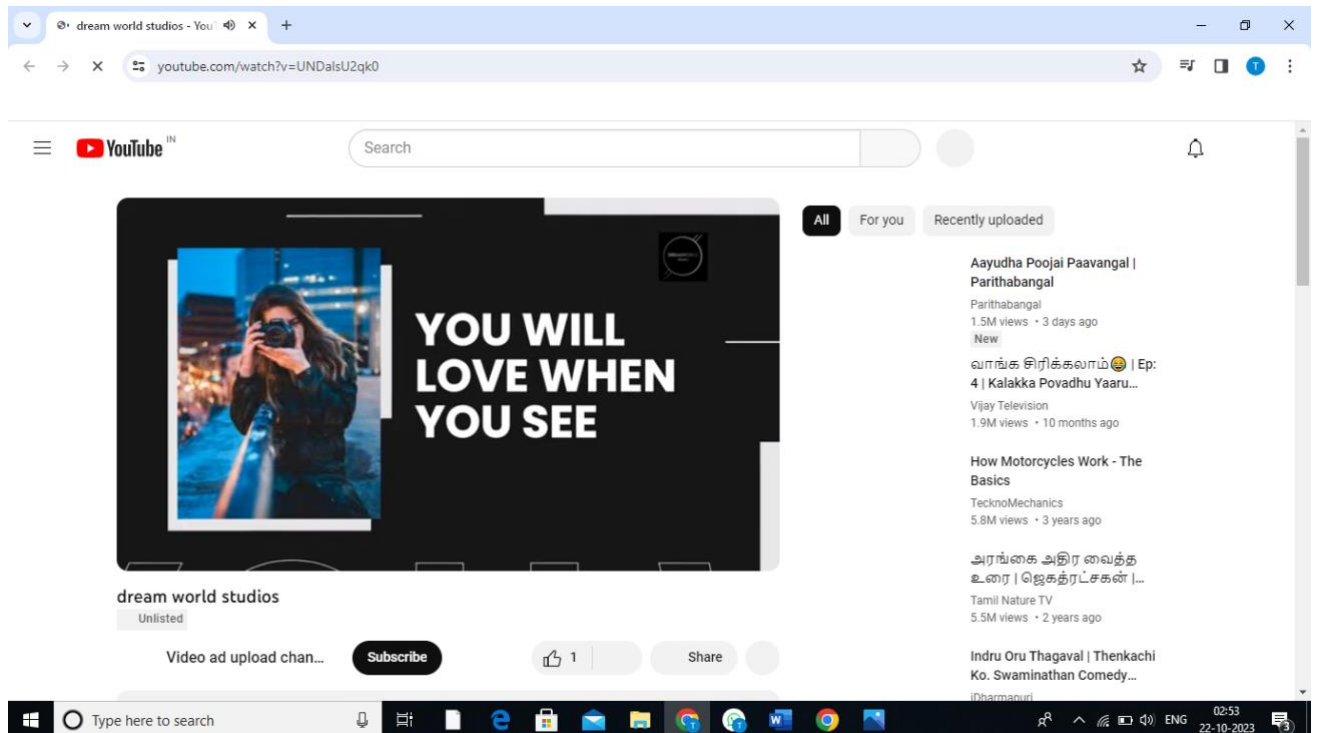 dream world studios - You
youtube.com/watch?v=UNDalsU2qk0
T
YouTube IN
Search
YOU WILL
LOVE WHEN
YOU SEE
dream world studios
Unlisted
Video ad upload chan...
Subscribe
1
Share
All
For you
Recently uploaded
Aayudha Poojai Paavangal |
Parithabangal
Parithabangal
1.5M views • 3 days ago
New
வாங்க சிரிக்கலாம்😂 | Ep:
4 | Kalakka Povadhu Yaaru...
Vijay Television
1.9M views • 10 months ago
How Motorcycles Work - The
Basics
TecknoMechanics
5.8M views • 3 years ago
அரங்கை அதிர வைத்த
உரை | ஜெகத்ரட்சகன் |...
Tamil Nature TV
5.5M views • 2 years ago
Indru Oru Thagaval | Thenkachi
Ko. Swaminathan Comedy...
iDharmapuri
Type here to search
ENG
02:53
22-10-2023
3